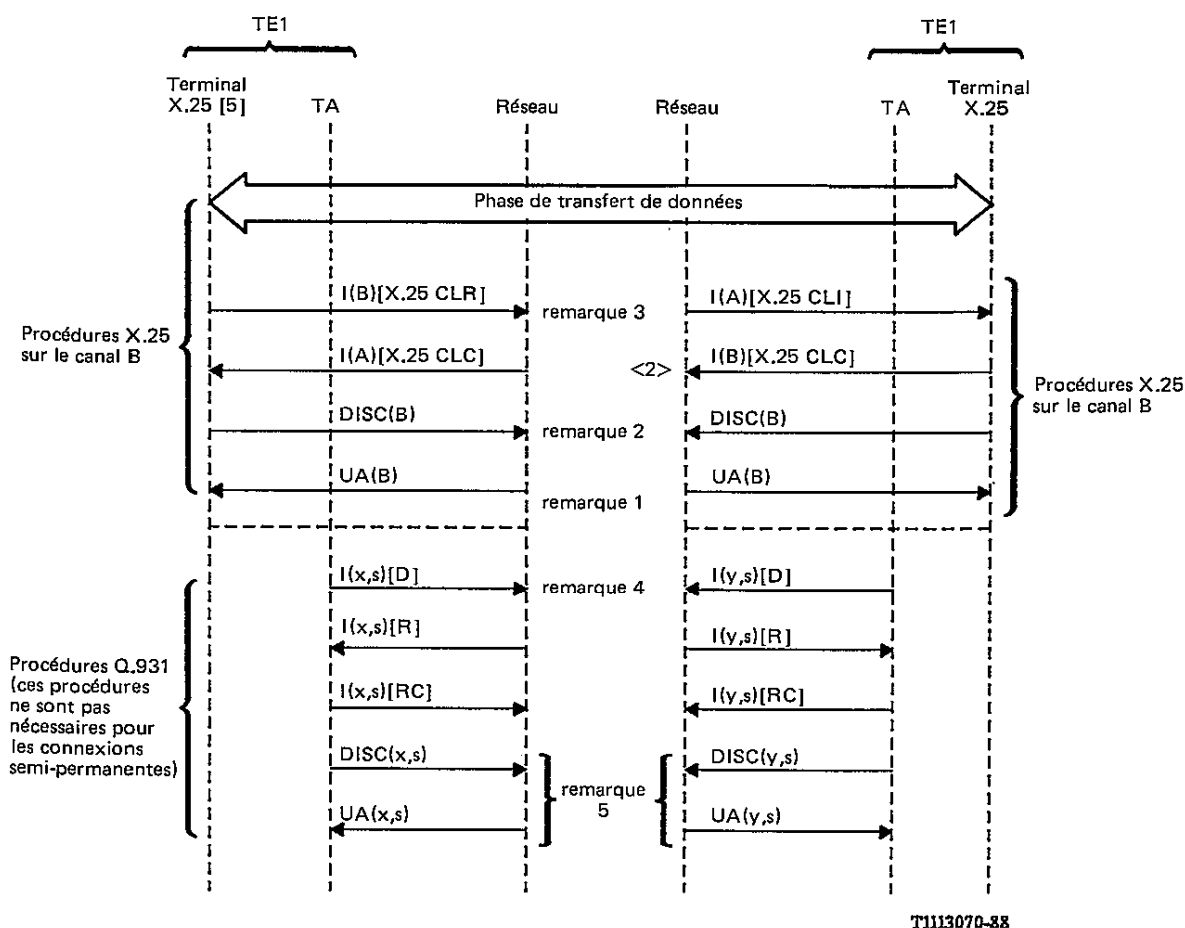 TE1
TE1
Terminal
X.25 [5]
TA
Réseau
Réseau
TA
Terminal
X.25
Phase de transfert de données
I(B)[X.25 CLR]
remarque 3
I(A)[X.25 CLI]
Procédures X.25
sur le canal B
I(A)[X.25 CLC]
<2>
I(B)[X.25 CLC]
Procédures X.25
sur le canal B
DISC(B)
remarque 2
DISC(B)
UA(B)
remarque 1
UA(B)
I(x,s)[D]
remarque 4
I(y,s)[D]
I(x,s)[R]
I(y,s)[R]
Procédures Q.931
(ces procédures
ne sont pas
nécessaires pour
les connexions
semi-permanentes)
I(x,s)[RC]
I(y,s)[RC]
DISC(x,s)
remarque
5
DISC(y,s)
UA(x,s)
UA(y,s)
T1113070-88